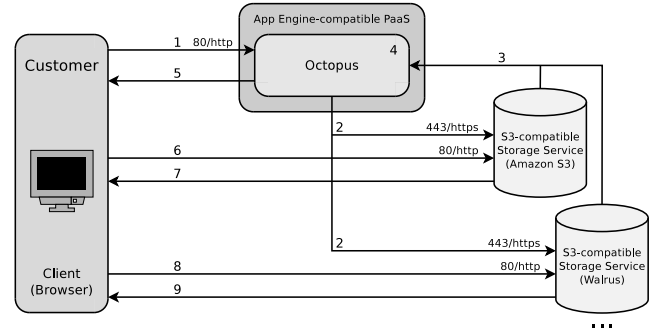 App Engine-compatible PaaS
1 80/http
4
Octopus
3
Customer
5
2 443/https
S3-compatible
Storage Service
(Amazon S3)
6 80/http
7
2 443/https
S3-compatible
Storage Service
(Walrus)
Client
(Browser)
8 80/http
9